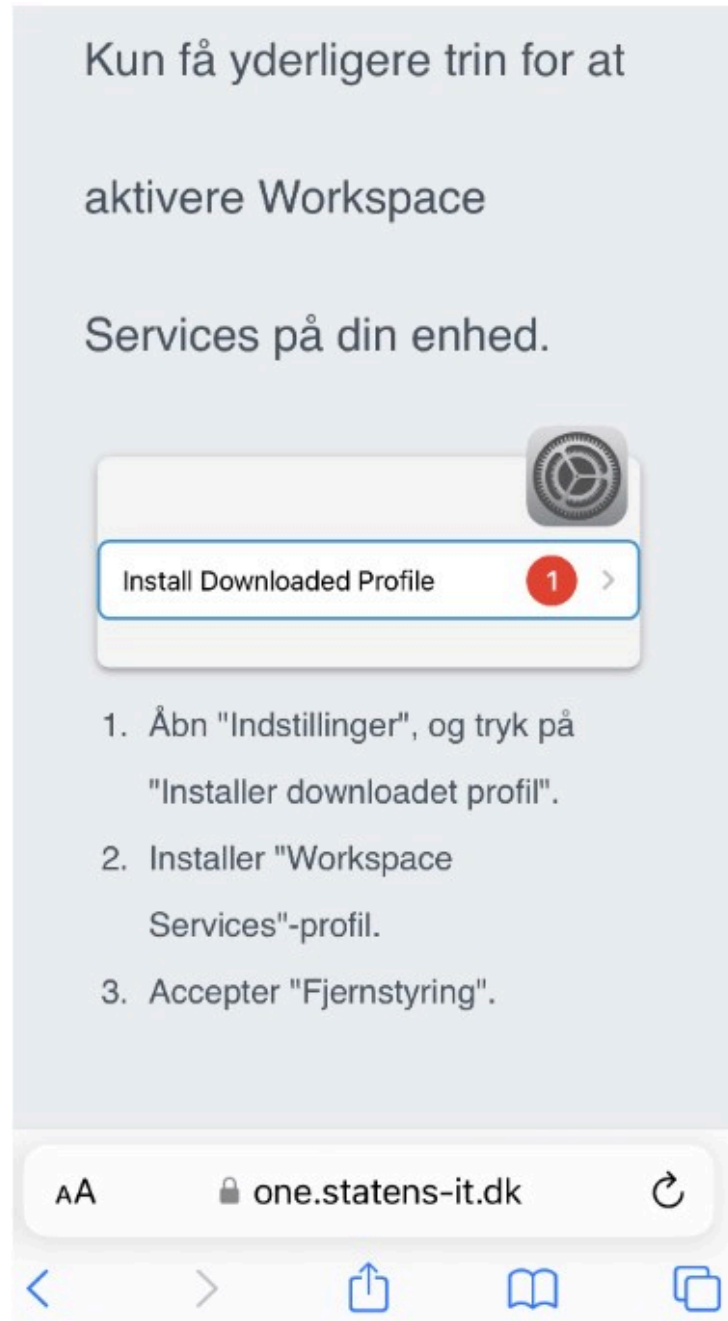 Kun få yderligere trin for at
aktivere Workspace
Services på din enhed.
Install Downloaded Profile 1
1. Åbn "Indstillinger", og tryk på
"Installer downloadet profil".
2. Installer "Workspace
Services"-profil.
3. Accepter "Fjernstyring".
AA one.statens-it.dk